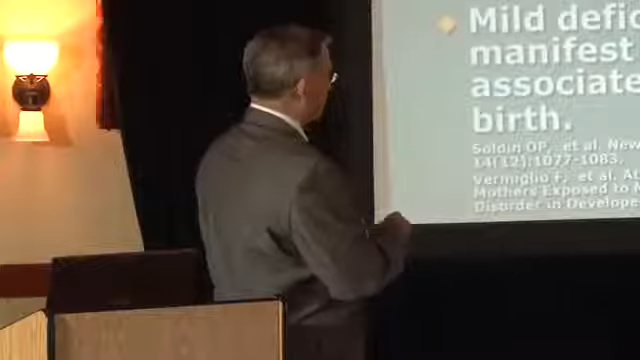 Mild defic
manifest
associate
birth.
Soldin OP, et al. New
14(12):1077-1083.
Vermiglio F, et al. At
Mothers Exposed to
Disorder in Develope